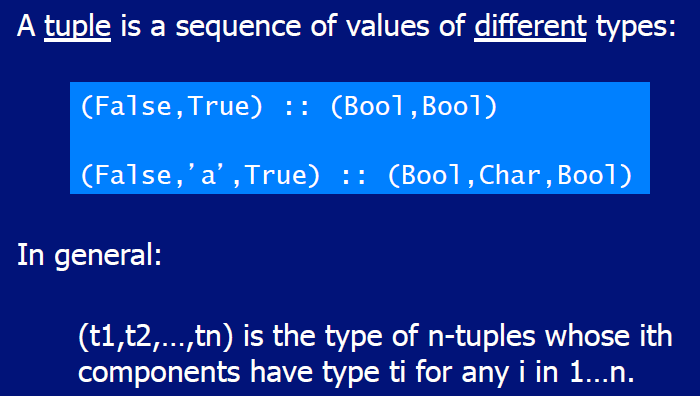 A tuple is a sequence of values of different types:
(False,True) :: (Bool,Bool)
(False,’a’,True) :: (Bool,Char,Bool)
In general:
(t1,t2,…,tn) is the type of n-tuples whose ith
components have type ti for any i in 1…n.